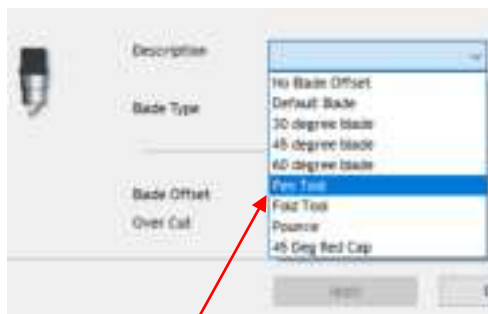 Description
No Blade Offset
Default Blade
Blade Type
30 degree blade
45 degree blade
60 degree blade
Pen Tool
Blade Offset
Fold Tool
Over Cut
Pounce
45 Deg Red Cap